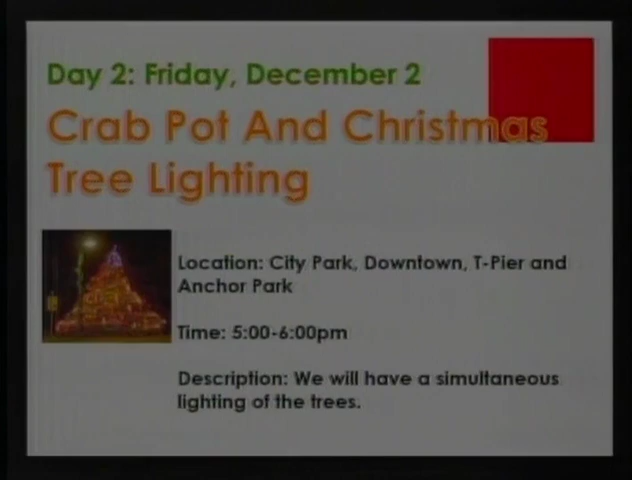 Day 2: Friday, December 2
Crab Pot And Christmas
Tree Lighting
Location: City Park, Downtown, T-Pier and
Anchor Park
Time: 5:00-6:00pm
Description: We will have a simultaneous
lighting of the trees.